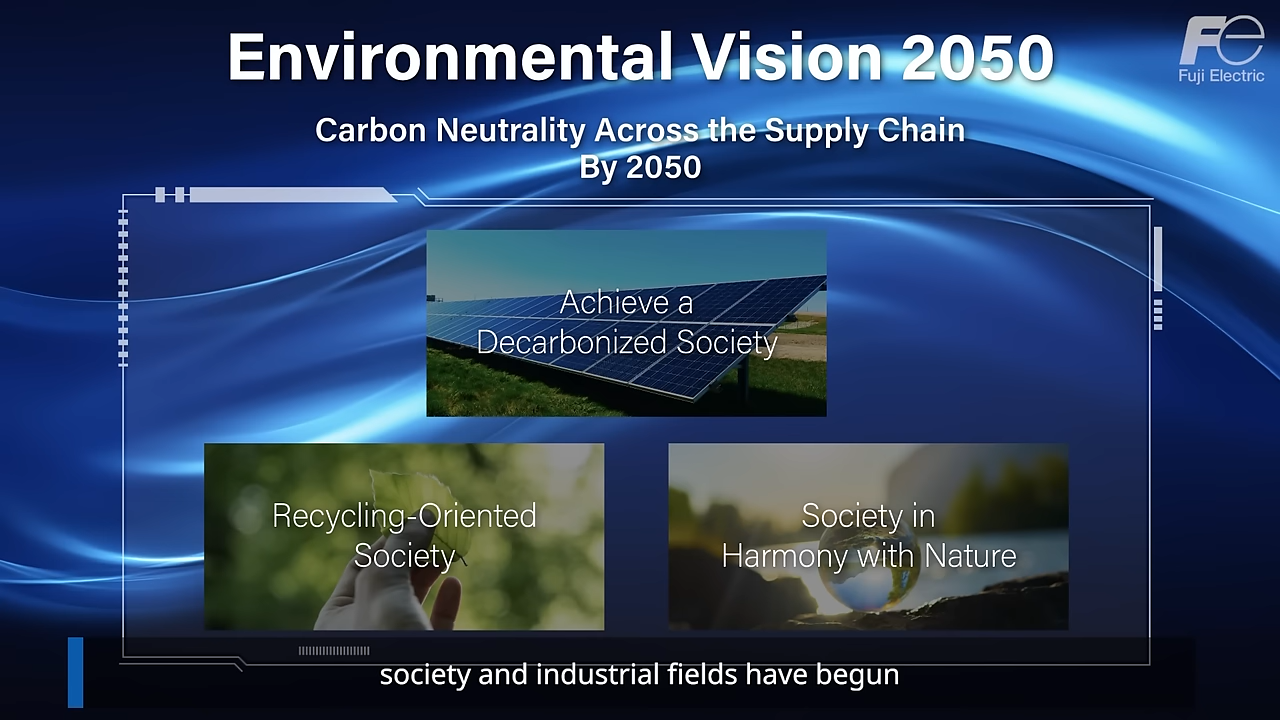 Environmental Vision 2050
Fe
Fuji Electric
Carbon Neutrality Across the Supply Chain
By 2050
Achieve a
Decarbonized Society
Recycling-Oriented
Society
Society in
Harmony with Nature
society and industrial fields have begun